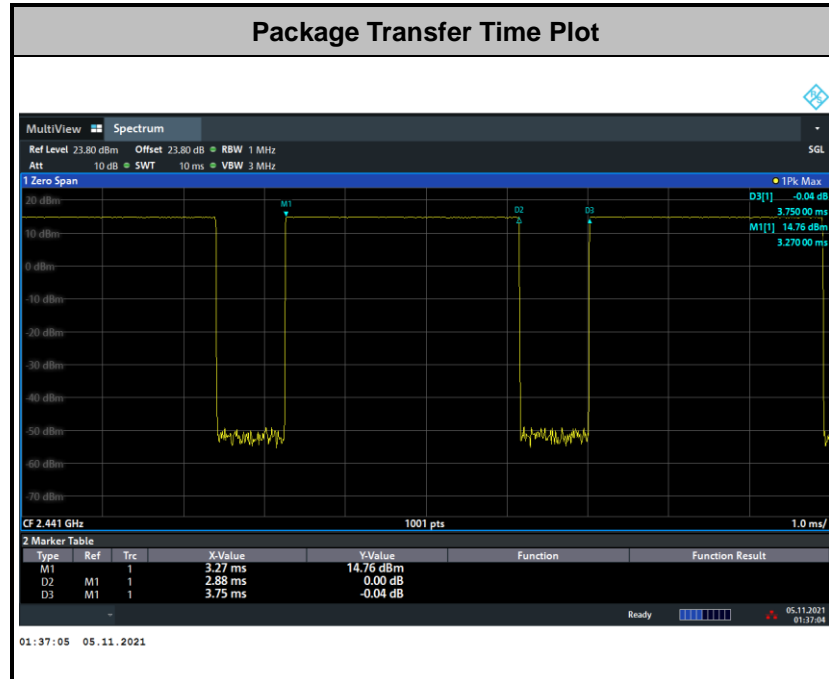 Package Transfer Time Plot
R&S
MultiView Spectrum
Ref Level 23.80 dBm Offset 23.80 dB RBW 1 MHz SGL
Att 10 dB SWT 10 ms VBW 3 MHz
1 Zero Span 1Pk Max
D3[1] -0.04 dB
3.750 00 ms
M1[1] 14.76 dBm
3.270 00 ms
20 dBm
M1
D2
D3
10 dBm
0 dBm
-10 dBm
-20 dBm
-30 dBm
-40 dBm
-50 dBm
-60 dBm
-70 dBm
CF 2.441 GHz 1001 pts 1.0 ms/
2 Marker Table
Type Ref Trc X-Value Y-Value Function Function Result
M1 1 3.27 ms 14.76 dBm
D2 M1 1 2.88 ms 0.00 dB
D3 M1 1 3.75 ms -0.04 dB
Ready 05.11.2021
01:37:04
01:37:05 05.11.2021